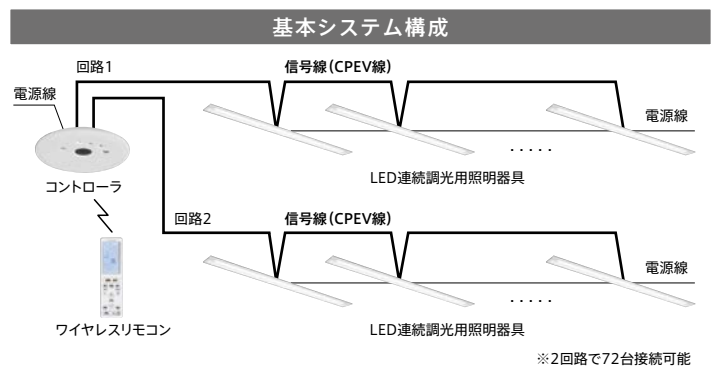 基本システム構成
回路1
信号線(CPEV線)
電源線
電源線
LED連続調光用照明器具
コントローラ
回路2
信号線(CPEV線)
電源線
ワイヤレスリモコン
LED連続調光用照明器具
※2回路で72台接続可能